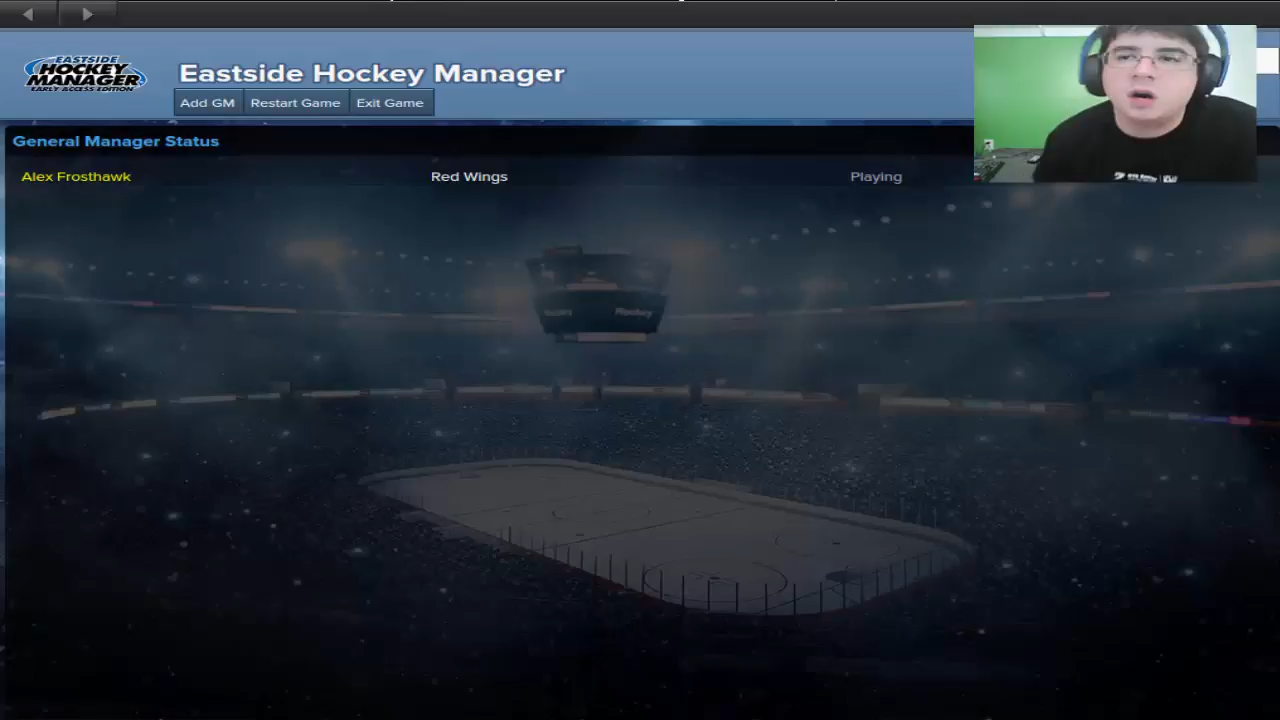 EASTSIDE
HOCKEY
MANAGER
EARLY ACCESS EDITION
Eastside Hockey Manager
Add GM Restart Game Exit Game
General Manager Status
Alex Frosthawk Red Wings Playing
Hockey